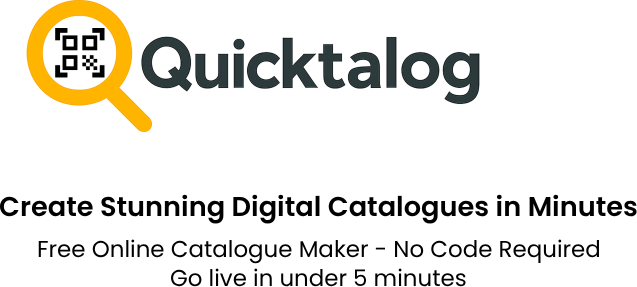 Quicktalog
Create Stunning Digital Catalogues in Minutes
Free Online Catalogue Maker - No Code Required
Go live in under 5 minutes